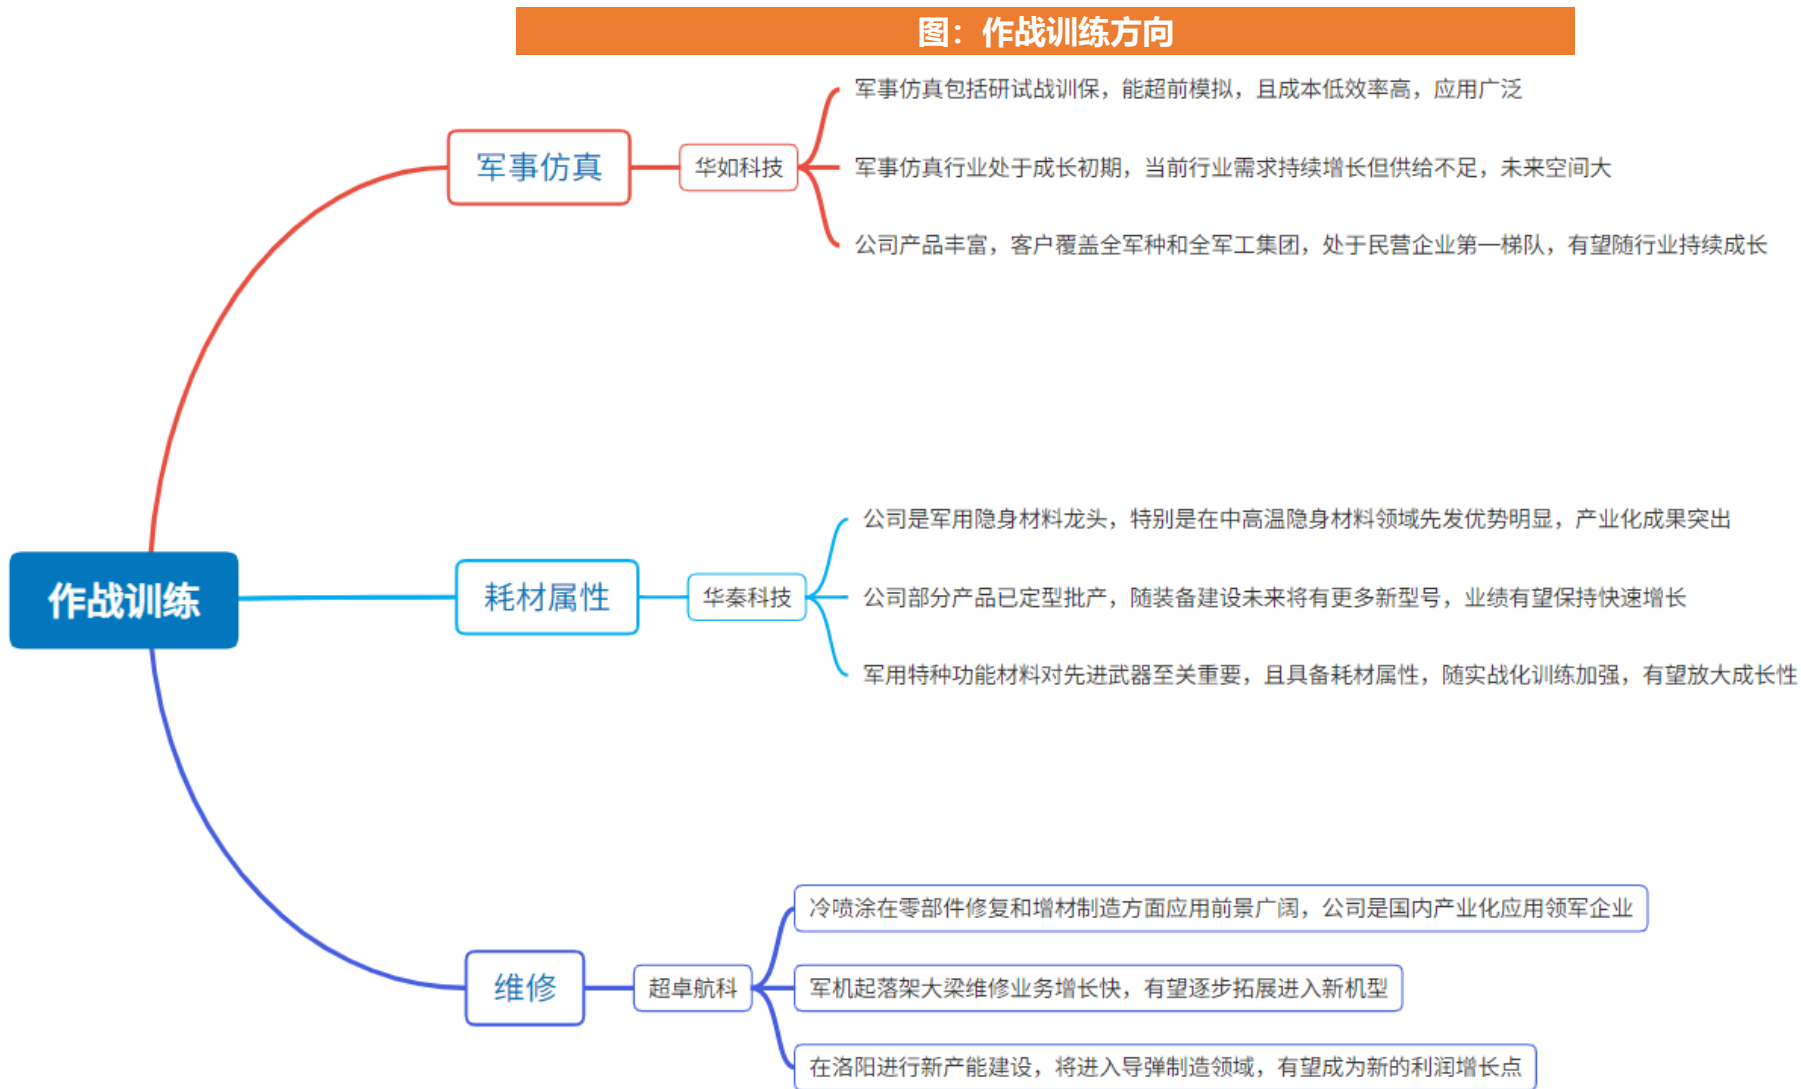 图：作战训练方向
作战训练
军事仿真
华如科技
军事仿真包括研试战训保，能超前模拟，且成本低效率高，应用广泛
军事仿真行业处于成长初期，当前行业需求持续增长但供给不足，未来空间大
公司产品丰富，客户覆盖全军种和全军工集团，处于民营企业第一梯队，有望随行业持续成长
耗材属性
华秦科技
公司是军用隐身材料龙头，特别是在中高温隐身材料领域先发优势明显，产业化成果突出
公司部分产品已定型批产，随装备建设未来将有更多新型号，业绩有望保持快速增长
军用特种功能材料对先进武器至关重要，且具备耗材属性，随实战化训练加强，有望放大成长性
维修
超卓航科
冷喷涂在零部件修复和增材制造方面应用前景广阔，公司是国内产业化应用领军企业
军机起落架大梁维修业务增长快，有望逐步拓展进入新机型
在洛阳进行新产能建设，将进入导弹制造领域，有望成为新的利润增长点